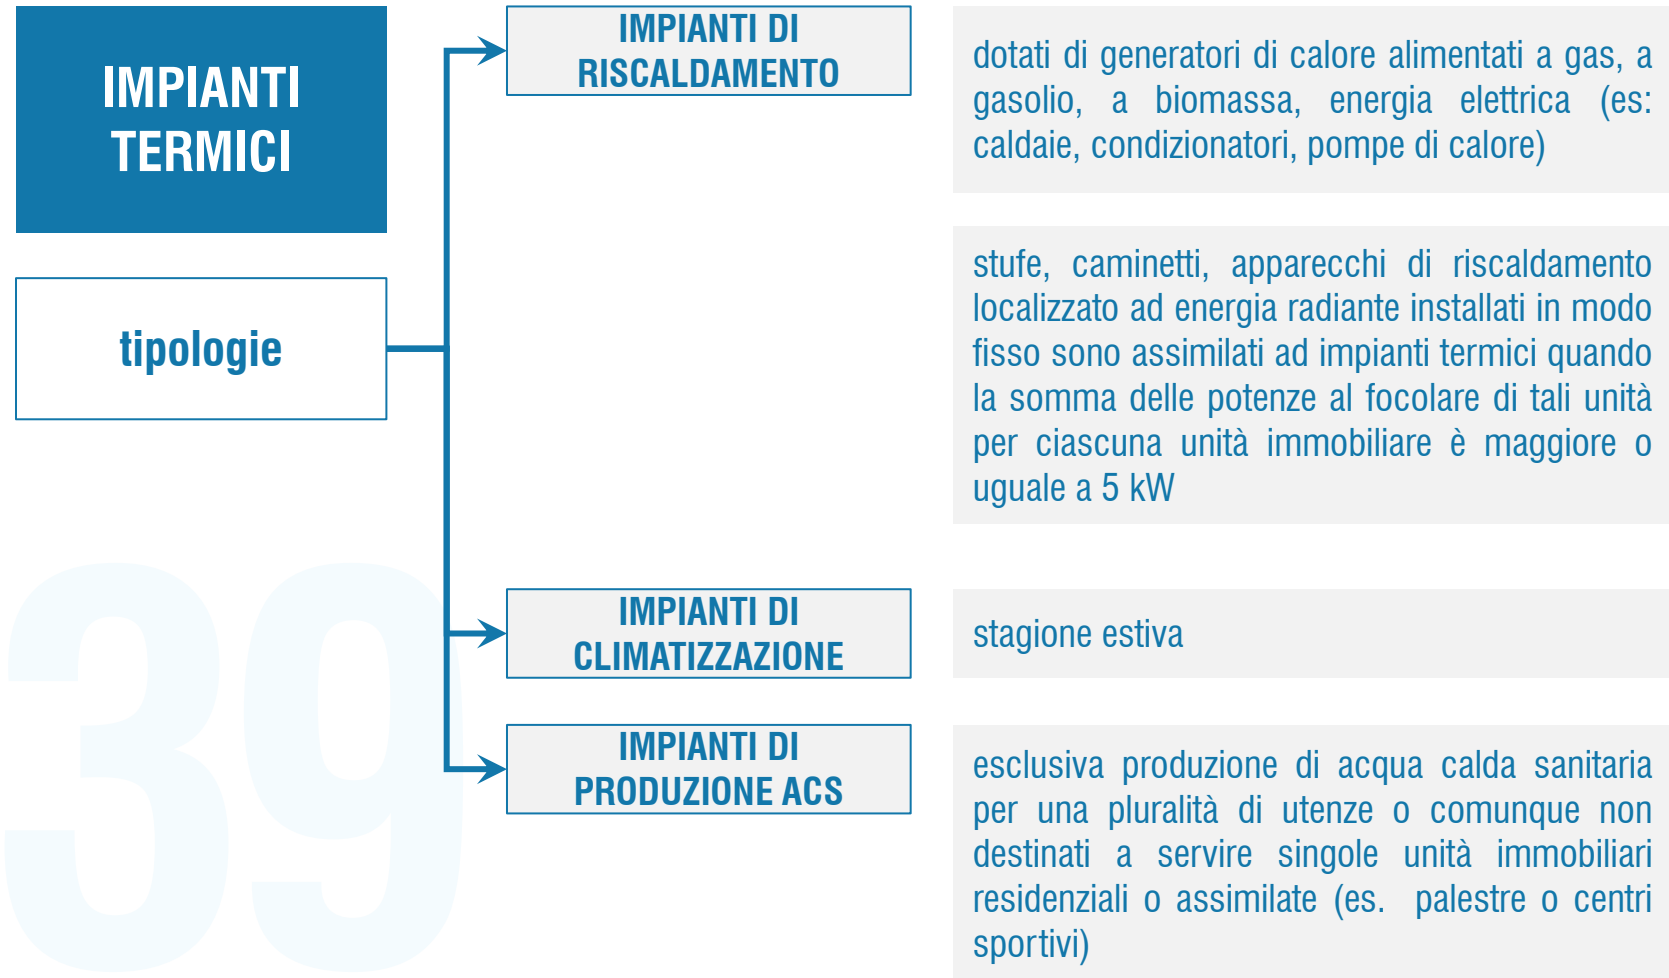 IMPIANTI
TERMICI
tipologie
IMPIANTI DI
RISCALDAMENTO
dotati di generatori di calore alimentati a gas, a
gasolio, a biomassa, energia elettrica (es:
caldaie, condizionatori, pompe di calore)
stufe, caminetti, apparecchi di riscaldamento
localizzato ad energia radiante installati in modo
fisso sono assimilati ad impianti termici quando
la somma delle potenze al focolare di tali unità
per ciascuna unità immobiliare è maggiore o
uguale a 5 kW
IMPIANTI DI
CLIMATIZZAZIONE
stagione estiva
IMPIANTI DI
PRODUZIONE ACS
esclusiva produzione di acqua calda sanitaria
per una pluralità di utenze o comunque non
destinati a servire singole unità immobiliari
residenziali o assimilate (es. palestre o centri
sportivi)
39